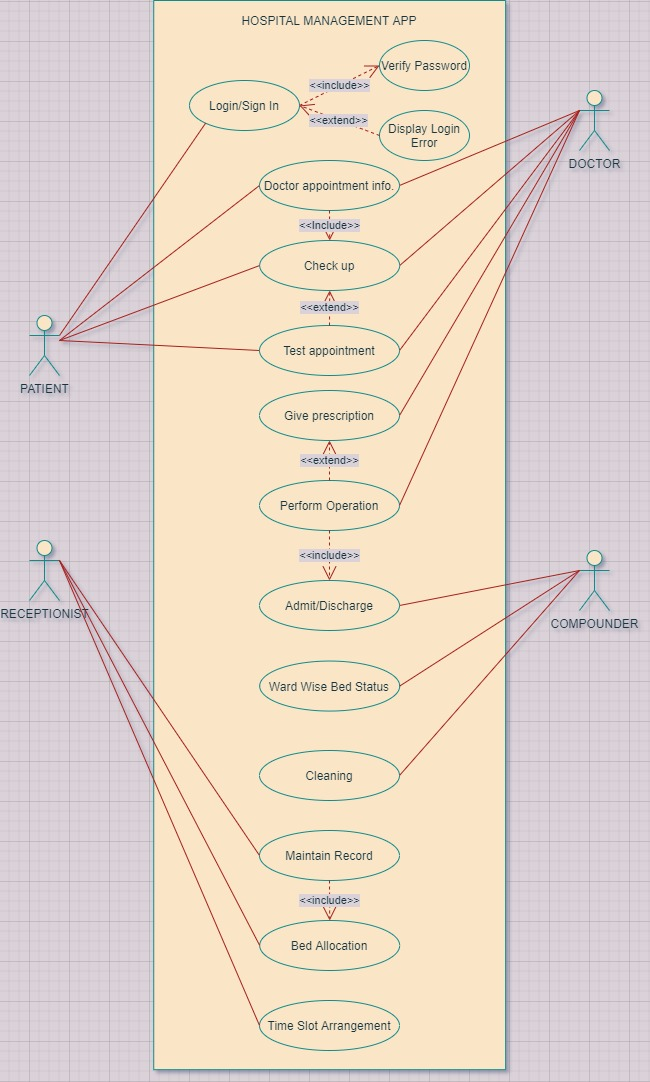 HOSPITAL MANAGEMENT APP
Verify Password
<<include>>
Login/Sign In
<<extend>>
Display Login
Error
DOCTOR
Doctor appointment info.
<<Include>>
Check up
<<extend>>
Test appointment
PATIENT
Give prescription
<<extend>>
Perform Operation
<<include>>
Admit/Discharge
RECEPTIONIST
COMPOUNDER
Ward Wise Bed Status
Cleaning
Maintain Record
<<include>>
Bed Allocation
Time Slot Arrangement